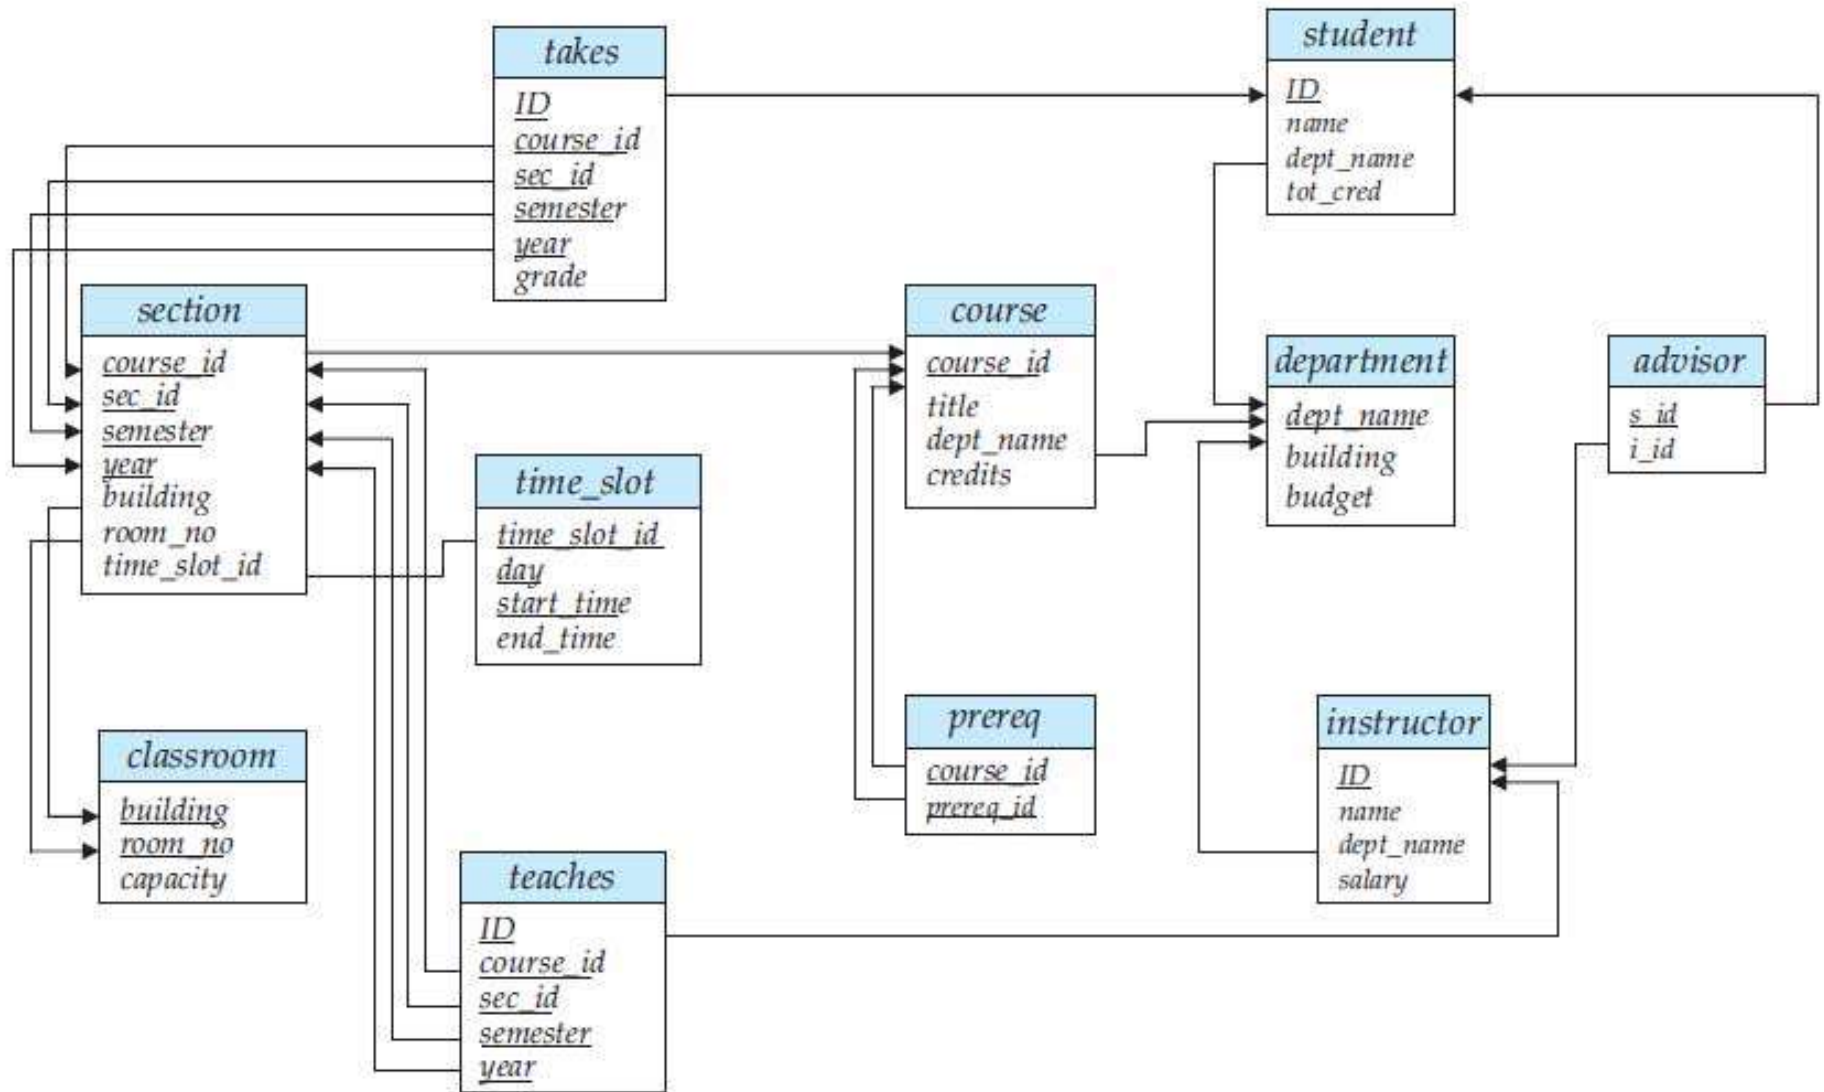 takes
ID
course_id
sec_id
semester
year
grade
student
ID
name
dept_name
tot_cred
section
course_id
sec_id
semester
year
building
room_no
time_slot_id
course
course_id
title
dept_name
credits
department
dept_name
building
budget
advisor
s_id
i_id
time_slot
time_slot_id
day
start_time
end_time
classroom
building
room_no
capacity
prereq
course_id
prereq_id
instructor
ID
name
dept_name
salary
teaches
ID
course_id
sec_id
semester
year